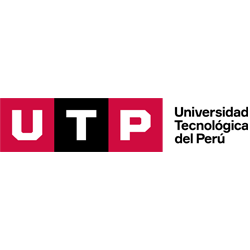 UTP
Universidad
Tecnológica
del Perú